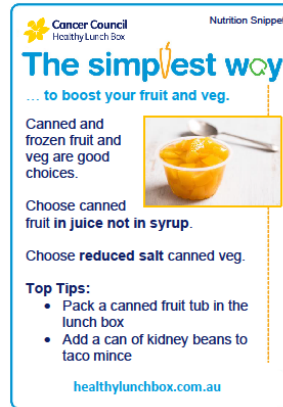 Cancer Council
Healthy Lunch Box
Nutrition Snippet
The simplest way
... to boost your fruit and veg.
Canned and
frozen fruit and
veg are good
choices.
Choose canned
fruit in juice not in syrup.
Choose reduced salt canned veg.
Top Tips:
• Pack a canned fruit tub in the
lunch box
• Add a can of kidney beans to
taco mince
healthylunchbox.com.au